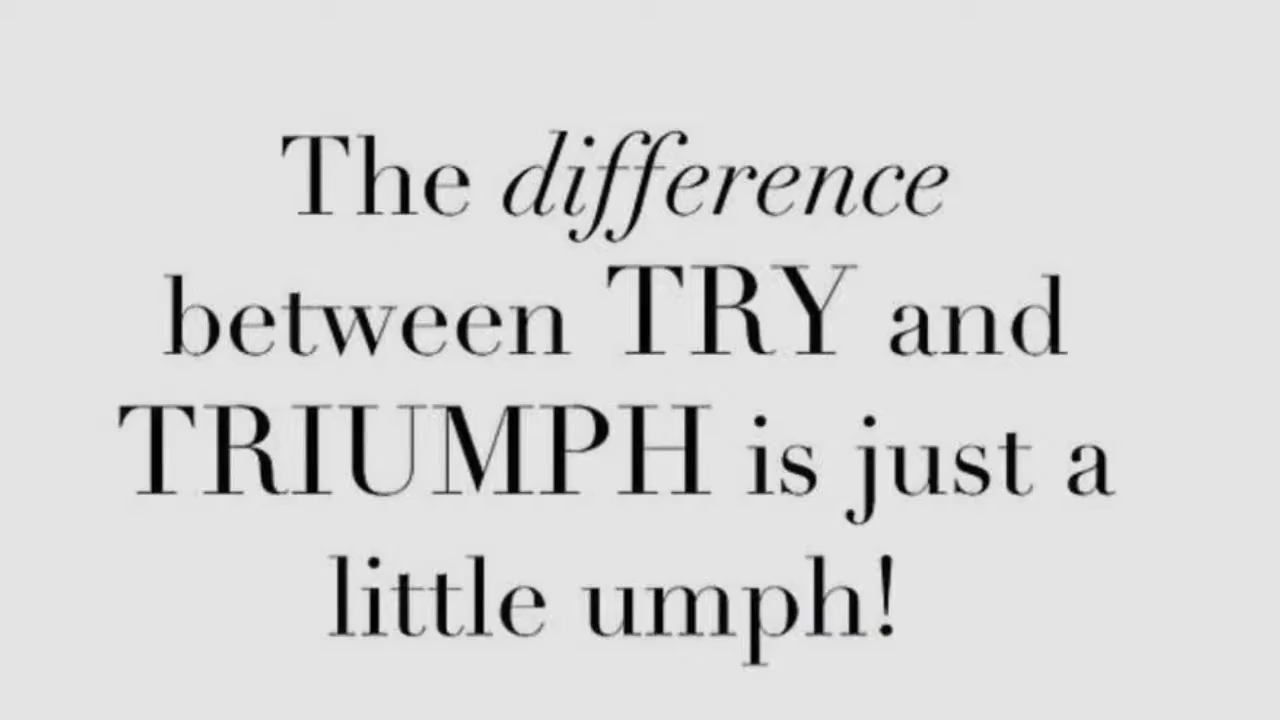 The difference
between TRY and
TRIUMPH is just a
little umph!